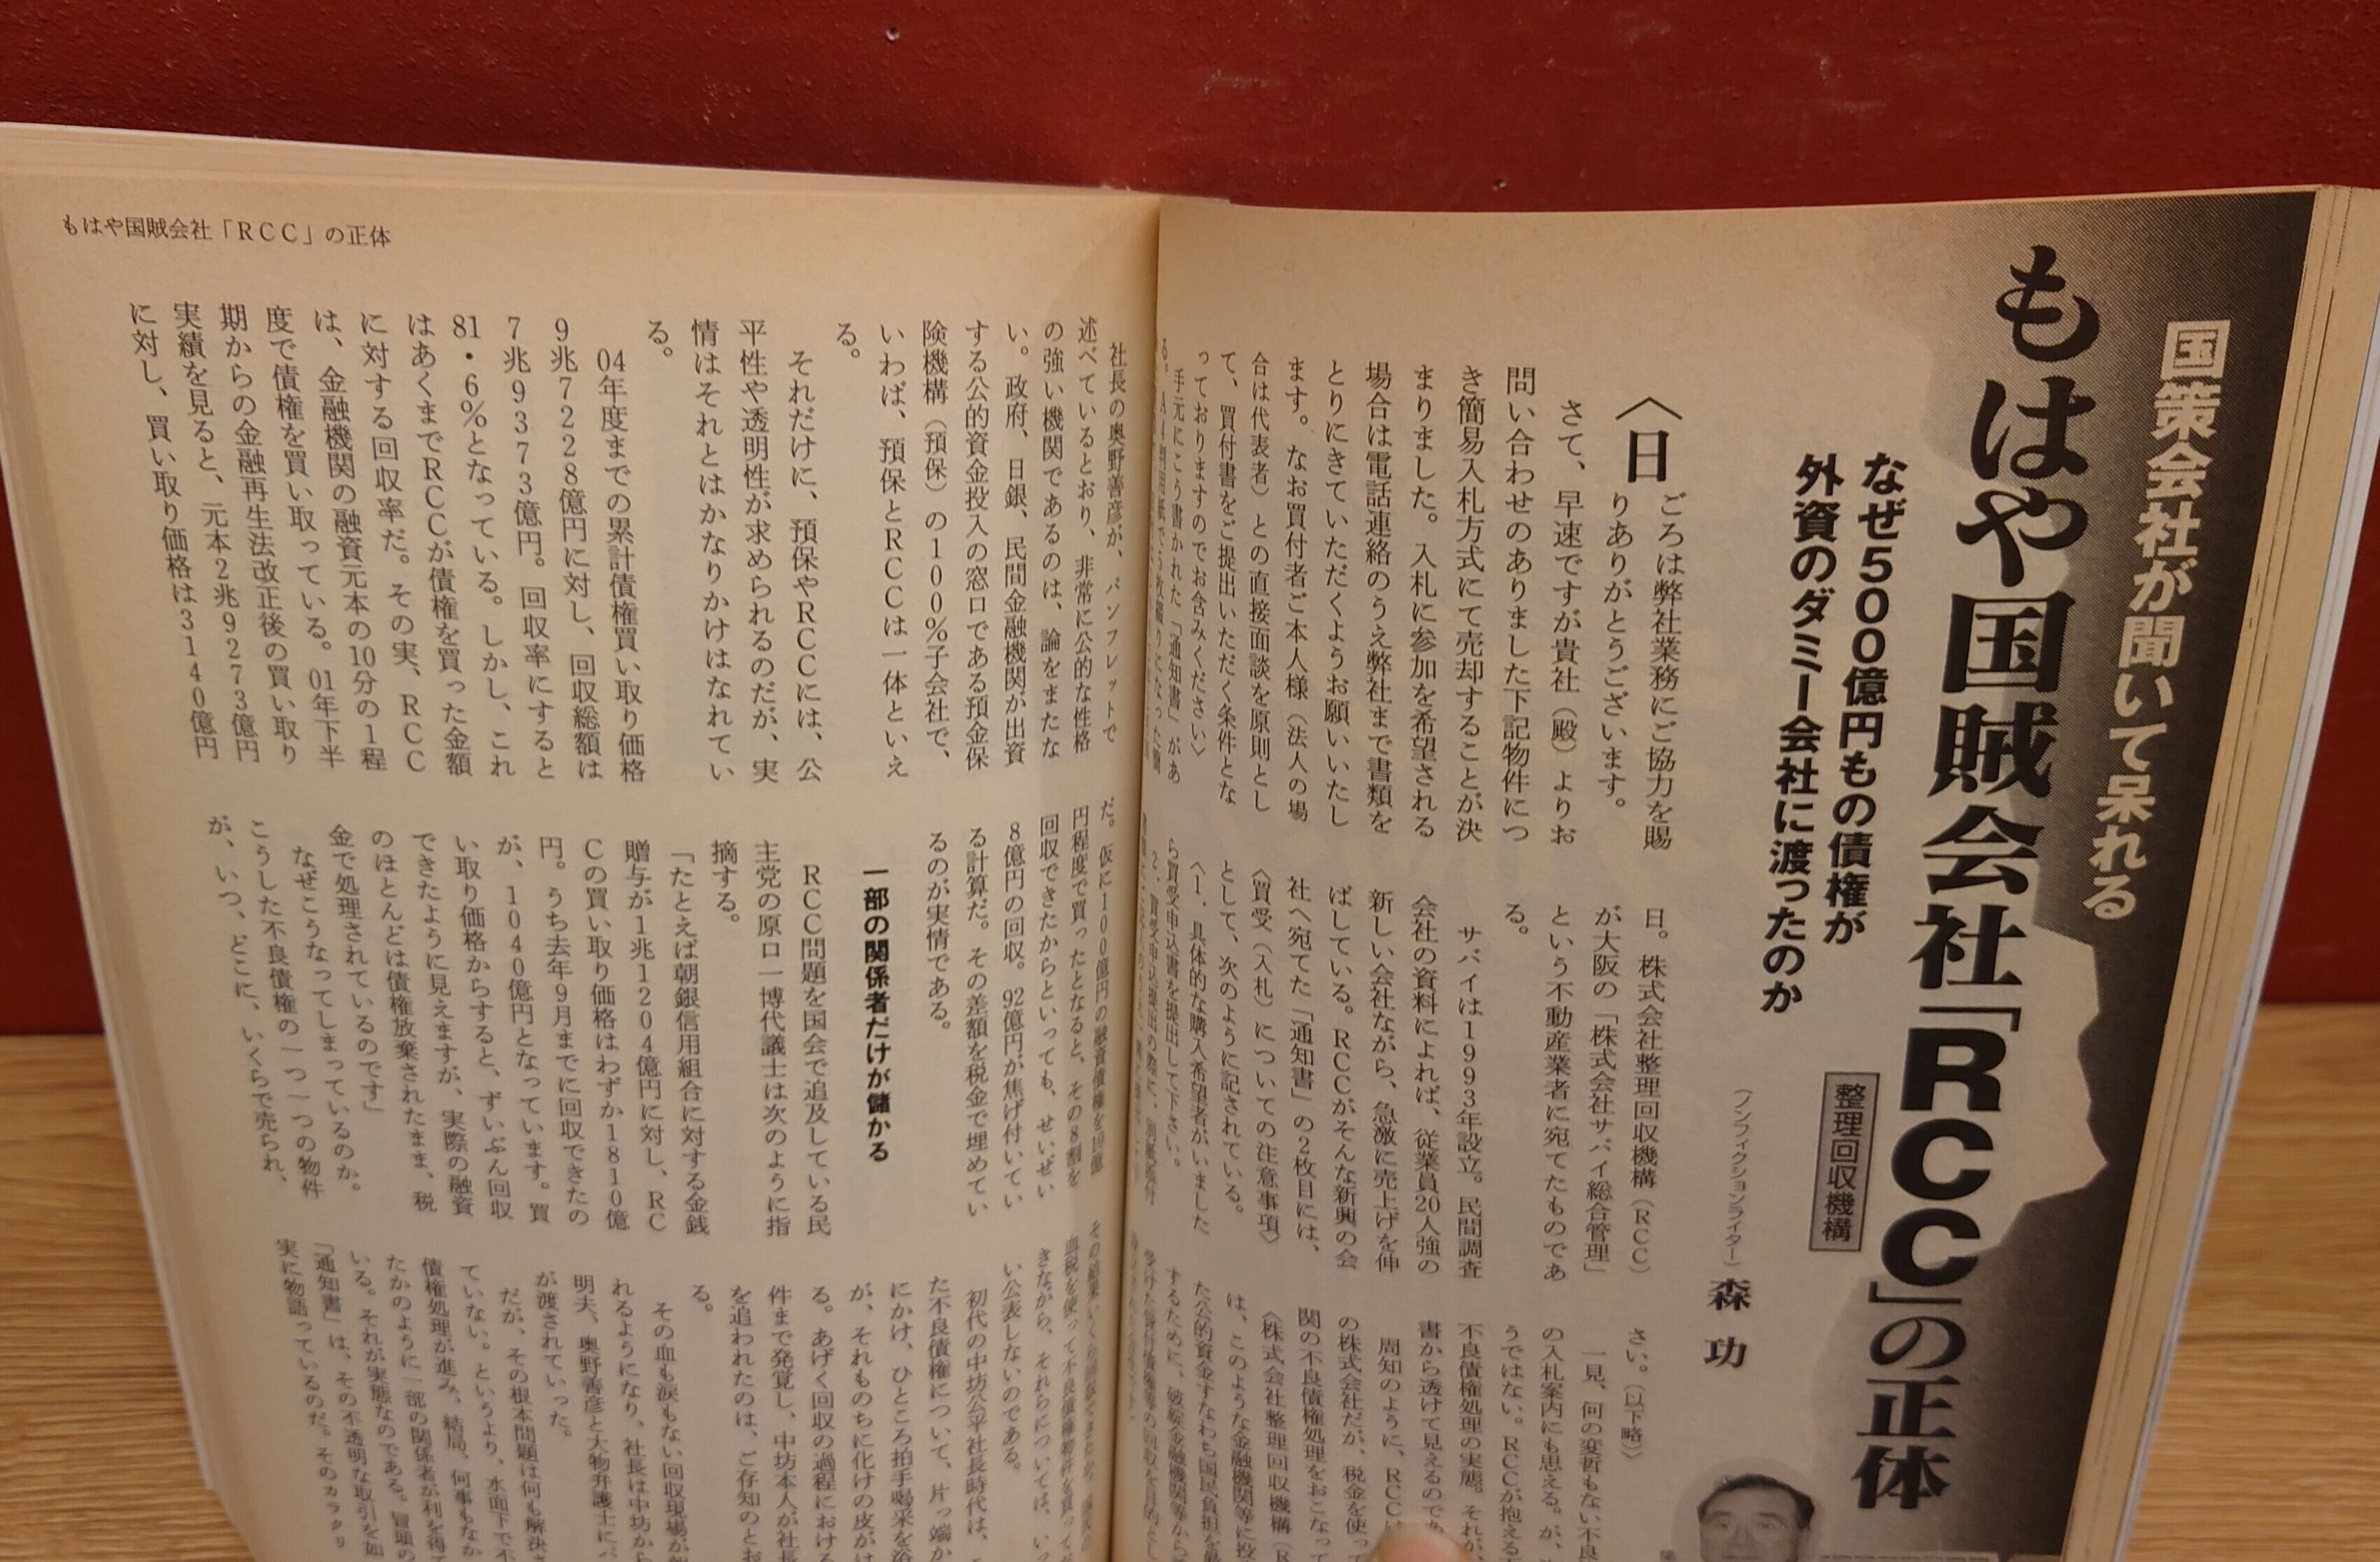 国策会社が聞いて呆れる
もはや国賊会社「RCC」の正体
整理回収機構
なぜ500億円もの債権が
外資のダミー会社に渡ったのか
(ノンフィクションライター) 森 功
〈日ごろは弊社業務にご協力を賜
りありがとうございます。
さて、早速ですが貴社(殿)よりお
問い合わせのありました下記物件につ
き簡易入札方式にて売却することが決
まりました。入札に参加を希望される
場合は電話連絡のうえ弊社まで書類を
とりにきていただくようお願いいたし
ます。なお買付者ご本人様(法人の場
合は代表者)との直接面談を原則とし
て、買付書をご提出いただく条件とな
っておりますのでお含みください〉
手元にこう書かれた「通知書」があ
る。
日。株式会社整理回収機構(RCC)
が大阪の「株式会社サバイ総合管理」
という不動産業者に宛てたものであ
る。
サバイは1993年設立。民間調査
会社の資料によれば、従業員20人強の
新しい会社ながら、急激に売上げを伸
ばしている。RCCがそんな新興の会
社へ宛てた「通知書」の2枚目には、
〈買受(入札)についての注意事項〉
として、次のように記されている。
〈1、具体的な購入希望者がいました
ら買受申込書を提出して下さい。
さい。(以下略)〉
一見、何の変哲もない不良
の入札案内にも思える。が、
うではない。RCCが抱える
不良債権処理の実態。それが、
書から透けて見えるのであ
周知のように、RCCは
の株式会社だが、税金を使っ
関の不良債権処理をおこなって
〈株式会社整理回収機構(R
は、このような金融機関等に投
た公的資金すなわち国民負担を最
するために、破綻金融機関等から
もはや国賊会社「RCC」の正体
社長の奥野善彦が、パンフレットで
述べているとおり、非常に公的な性格
の強い機関であるのは、論をまたな
い。政府、日銀、民間金融機関が出資
する公的資金投入の窓口である預金保
険機構(預保)の100%子会社で、
いわば、預保とRCCは一体といえ
る。
それだけに、預保やRCCには、公
平性や透明性が求められるのだが、実
情はそれとはかなりかけはなれてい
る。
04年度までの累計債権買い取り価格
9兆7228億円に対し、回収総額は
7兆9373億円。回収率にすると
81・6%となっている。しかし、これ
はあくまでRCCが債権を買った金額
に対する回収率だ。その実、RCC
は、金融機関の融資元本の10分の1程
度で債権を買い取っている。01年下半
期からの金融再生法改正後の買い取り
実績を見ると、元本2兆9273億円
に対し、買い取り価格は3140億円
だ。仮に100億円の融資債権を10億
円程度で買ったとなると、その8割を
回収できたからといっても、せいぜい
8億円の回収。92億円が焦げ付いてい
る計算だ。その差額を税金で埋めてい
るのが実情である。
一部の関係者だけが儲かる
RCC問題を国会で追及している民
主党の原口一博代議士は次のように指
摘する。
「たとえば朝銀信用組合に対する金銭
贈与が1兆1204億円に対し、RC
Cの買い取り価格はわずか1810億
円。うち去年9月までに回収できたの
が、1040億円となっています。買
い取り価格からすると、ずいぶん回収
できたように見えますが、実際の融資
のほとんどは債権放棄されたまま、税
金で処理されているのです」
なぜこうなってしまっているのか。
こうした不良債権の一つ一つの物件
が、いつ、どこに、いくらで売られ、
きながら、それらについては、いっ
い公表しないのである。
初代の中坊公平社長時代は、
た不良債権について、片っ端か
にかけ、ひところ拍手喝采を浴
が、それものちに化けの皮がは
る。あげく回収の過程における
件まで発覚し、中坊本人が社長
を追われたのは、ご存知のとお
る。
その血も涙もない回収現場が
れるようになり、社長は中坊から
明夫、奥野善彦と大物弁護士に
が渡されていった。
だが、その根本問題は何も解決さ
ていない。というより、水面下で不
債権処理が進み、結局、何事もなか
たかのように一部の関係者が利を得て
いる。それが実態なのである。冒頭の
「通知書」は、その不透明な取引を如
実に物語っているのだ。そのカラクリ